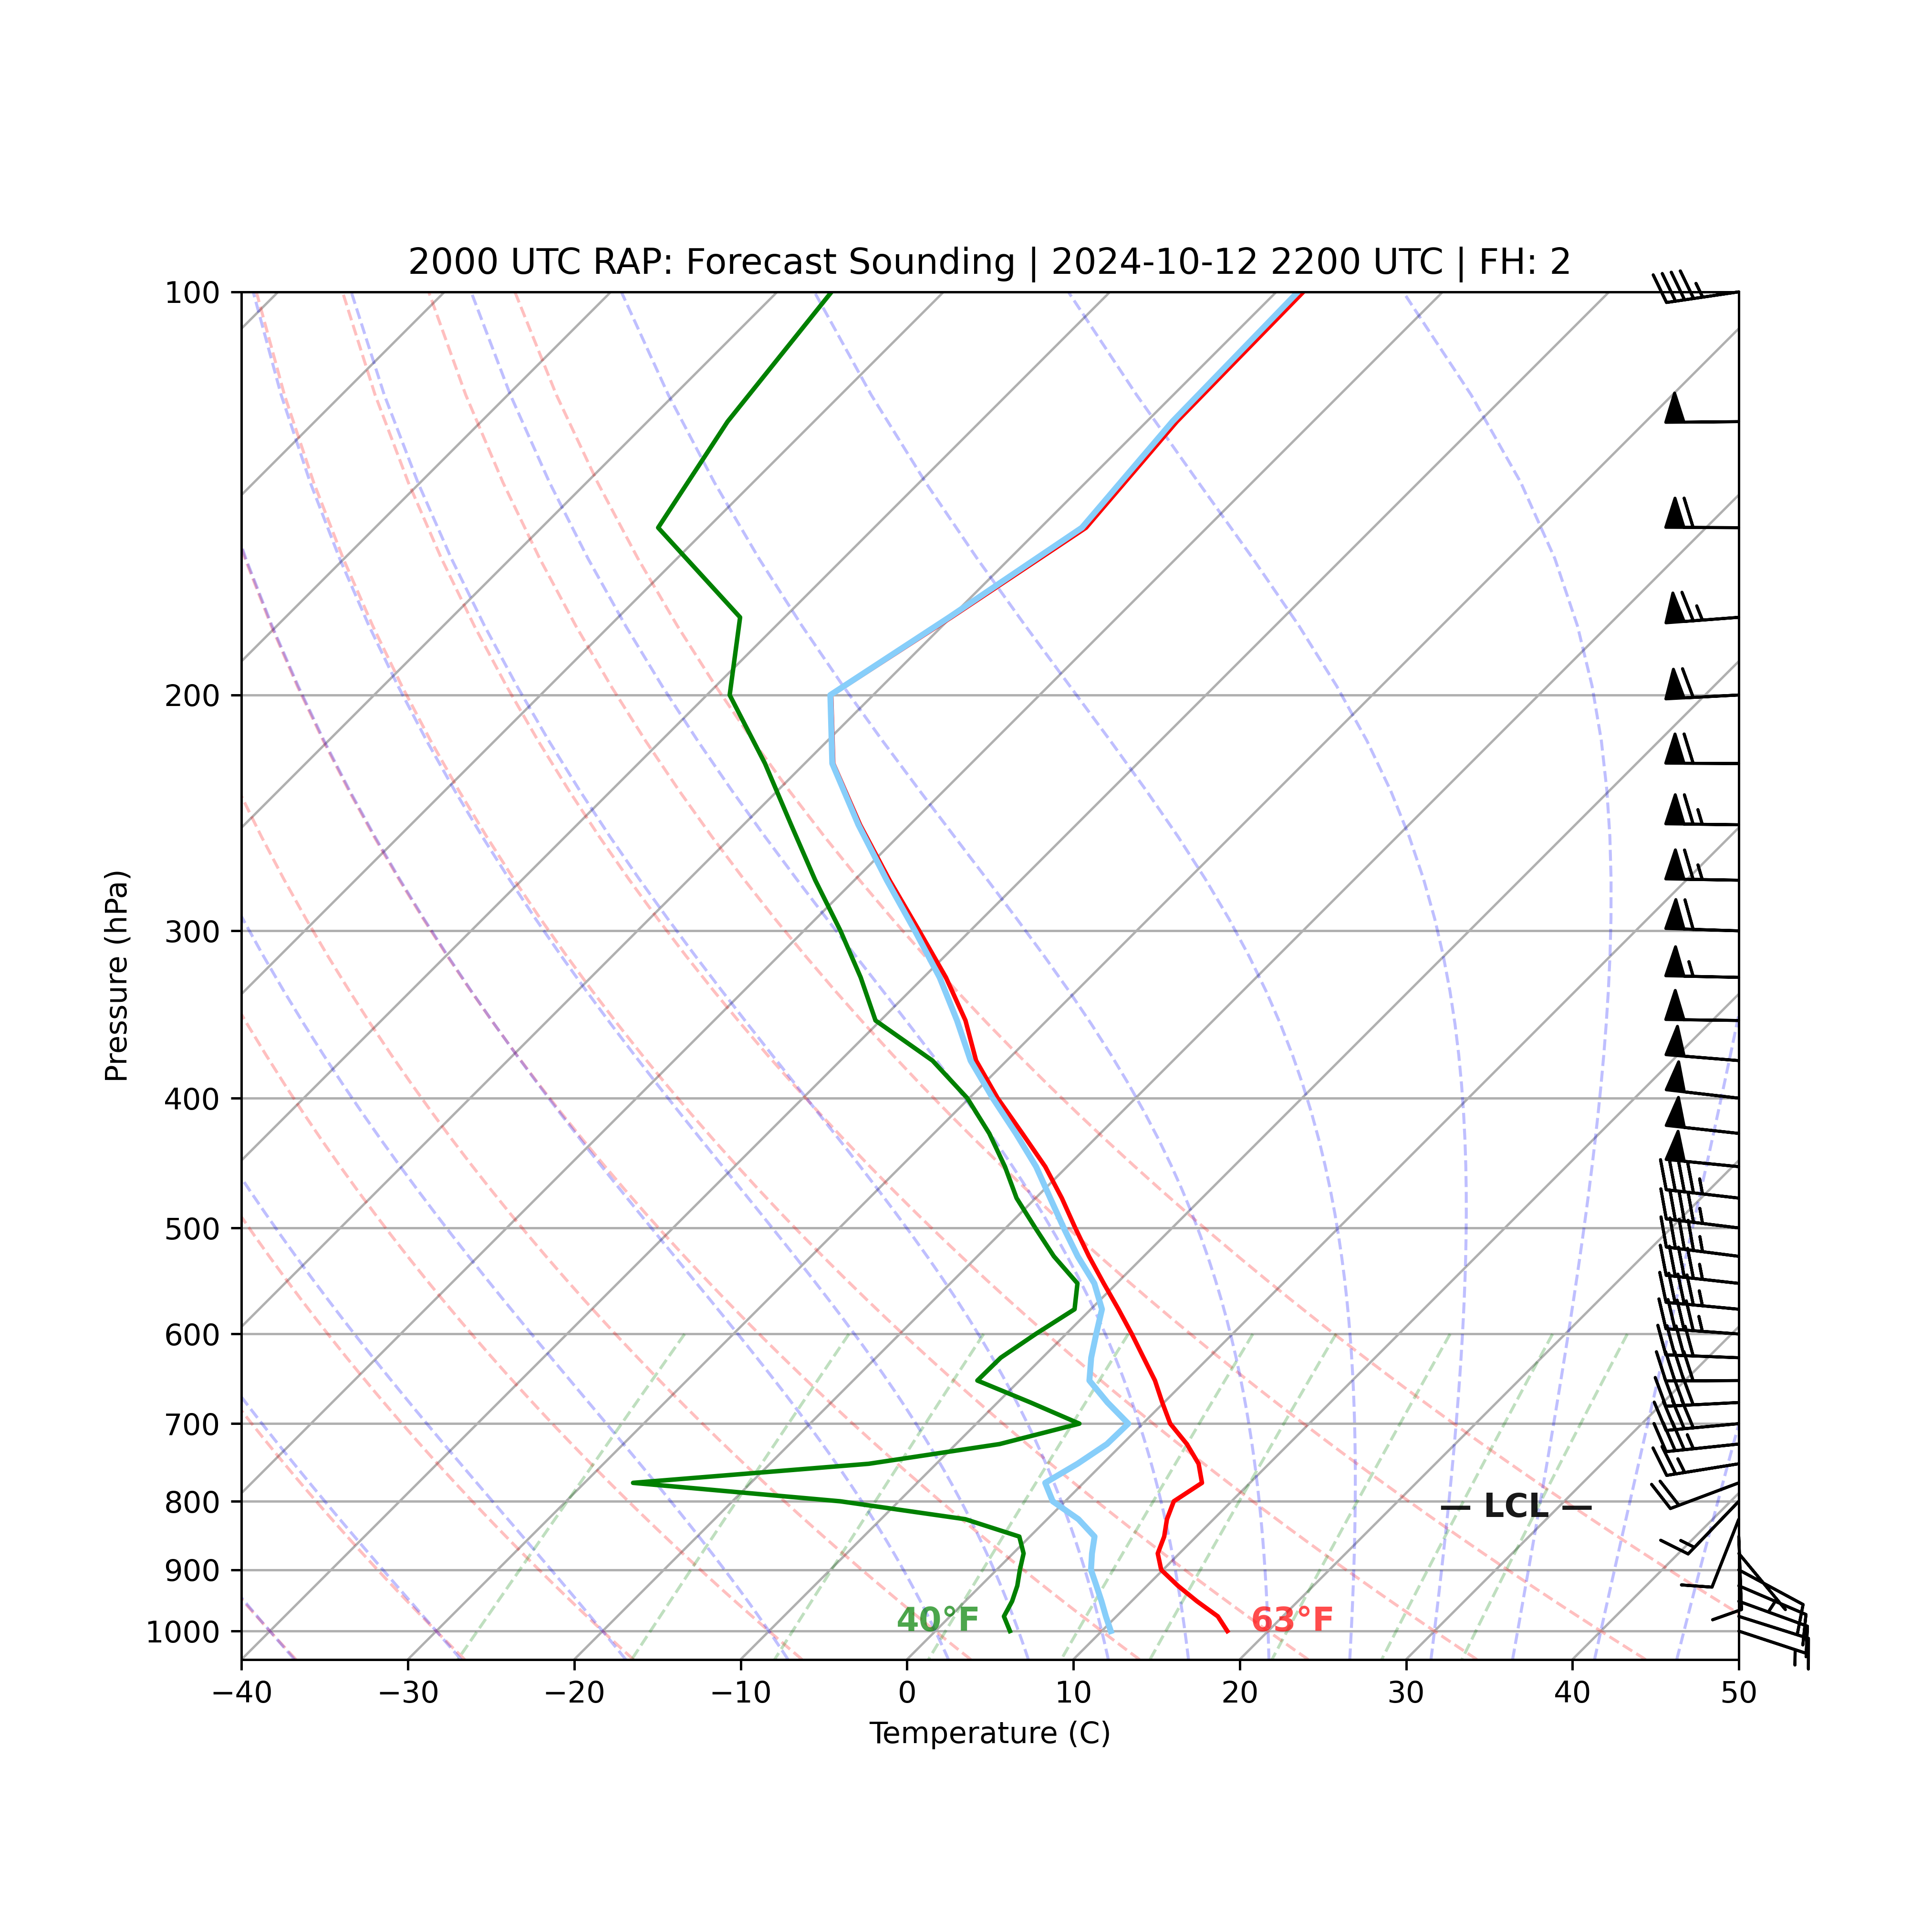 2000 UTC RAP: Forecast Sounding | 2024-10-12 2200 UTC | FH: 2
100
200
300
400
500
600
700
800
900
1000
Pressure (hPa)
— LCL —
40°F
63°F
−40 −30 −20 −10 0 10 20 30 40 50
Temperature (C)